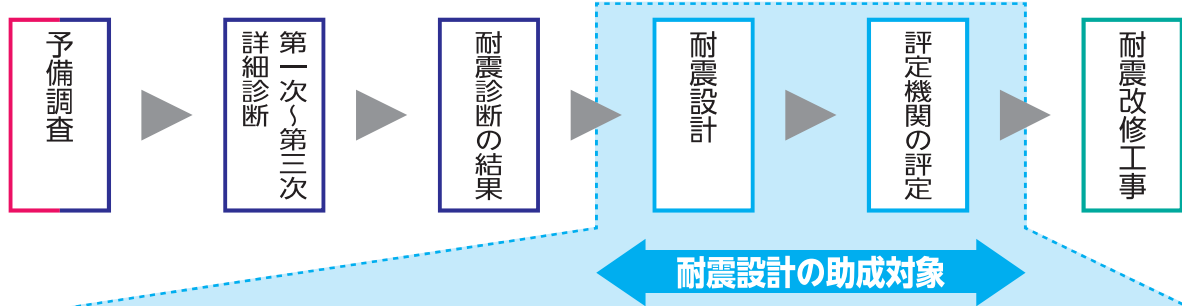 予備調査
第一次～第三次
詳細診断
耐震診断の結果
耐震設計
評定機関の評定
耐震改修工事
耐震設計の助成対象